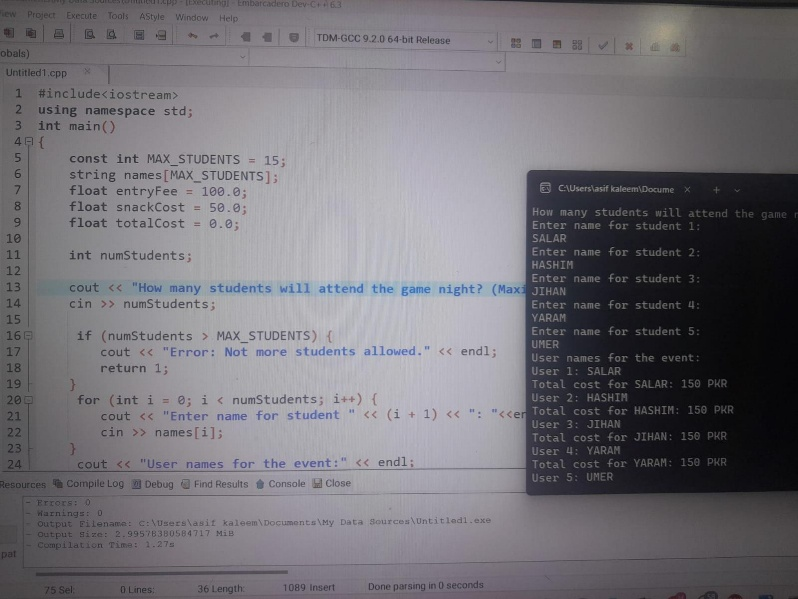 Untitled1.cpp - [Executing] - Embarcadero Dev-C++ 6.3
View Project Execute Tools AStyle Window Help
TDM-GCC 9.2.0 64-bit Release
obals)
Untitled1.cpp
1 #include<iostream>
2 using namespace std;
3 int main()
4 {
5 const int MAX_STUDENTS = 15;
6 string names[MAX_STUDENTS];
7 float entryFee = 100.0;
8 float snackCost = 50.0;
9 float totalCost = 0.0;
10
11 int numStudents;
12
13 cout << "How many students will attend the game night? (Maxi
14 cin >> numStudents;
15
16 if (numStudents > MAX_STUDENTS) {
17 cout << "Error: Not more students allowed." << endl;
18 return 1;
19 }
20 for (int i = 0; i < numStudents; i++) {
21 cout << "Enter name for student " << (i + 1) << ": "<<en
22 cin >> names[i];
23 }
24 cout << "User names for the event:" << endl;
C:\Users\asif kaleem\Docume
How many students will attend the game n
Enter name for student 1:
SALAR
Enter name for student 2:
HASHIM
Enter name for student 3:
JIHAN
Enter name for student 4:
YARAM
Enter name for student 5:
UMER
User names for the event:
User 1: SALAR
Total cost for SALAR: 150 PKR
User 2: HASHIM
Total cost for HASHIM: 150 PKR
User 3: JIHAN
Total cost for JIHAN: 150 PKR
User 4: YARAM
Total cost for YARAM: 150 PKR
User 5: UMER
Resources Compile Log Debug Find Results Console Close
- Errors: 0
- Warnings: 0
- Output Filename: C:\Users\asif kaleem\Documents\My Data Sources\Untitled1.exe
- Output Size: 2.99576380584717 MiB
- Compilation Time: 1.27s
pat
75 Sel: 0 Lines: 36 Length: 1089 Insert Done parsing in 0 seconds